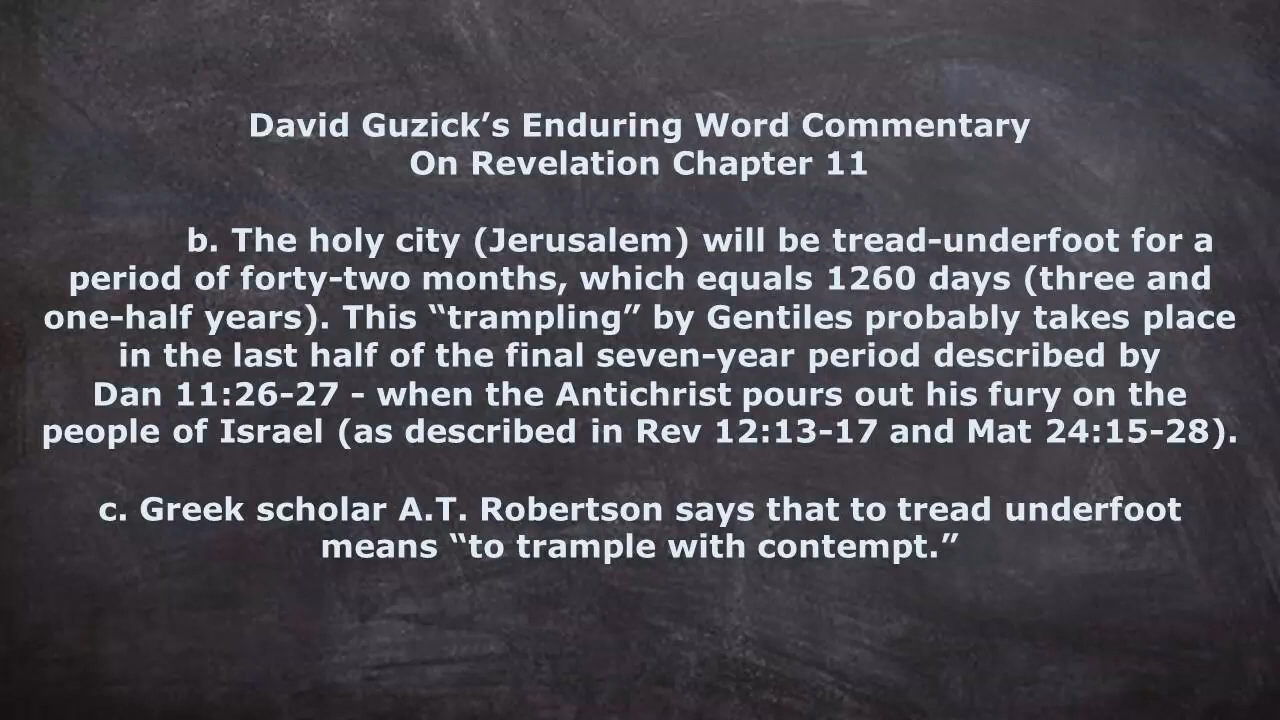 David Guzick’s Enduring Word Commentary
On Revelation Chapter 11
b. The holy city (Jerusalem) will be tread-underfoot for a
period of forty-two months, which equals 1260 days (three and
one-half years). This “trampling” by Gentiles probably takes place
in the last half of the final seven-year period described by
Dan 11:26-27 - when the Antichrist pours out his fury on the
people of Israel (as described in Rev 12:13-17 and Mat 24:15-28).
c. Greek scholar A.T. Robertson says that to tread underfoot
means “to trample with contempt.”